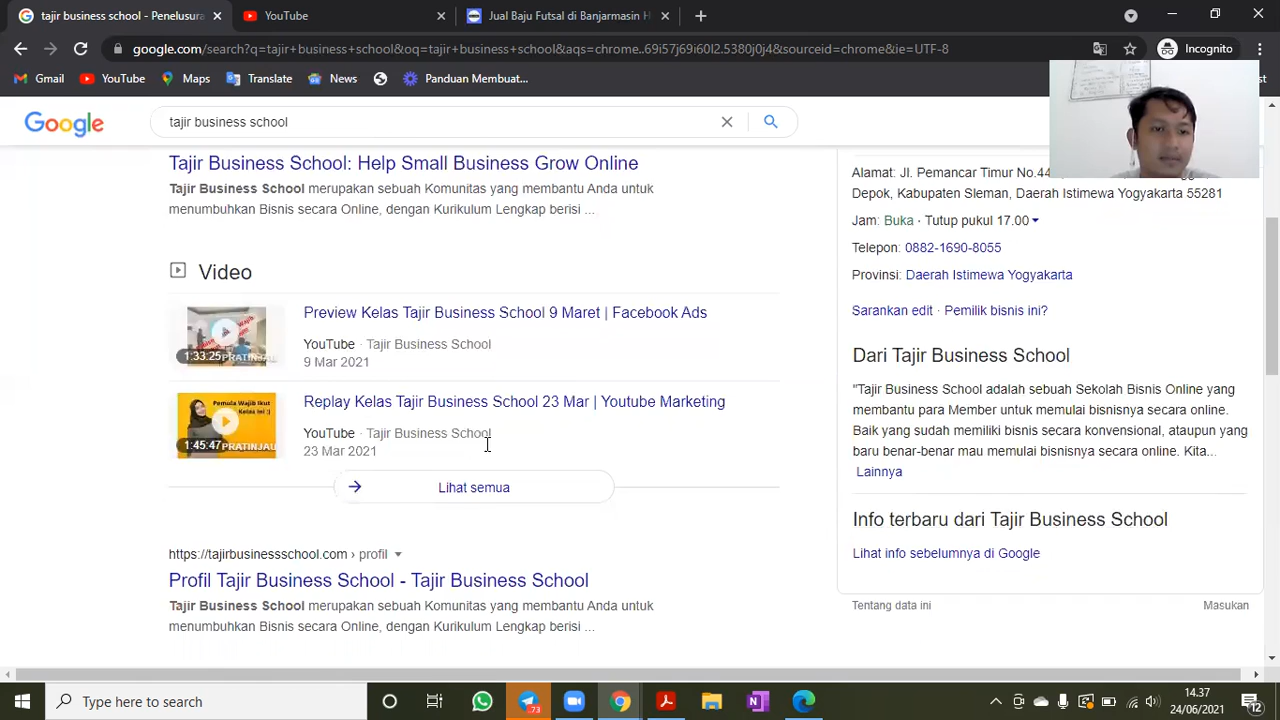 tajir business school - Penelusura
YouTube
Jual Baju Futsal di Banjarmasin H
google.com/search?q=tajir+business+school&oq=tajir+business+school&aqs=chrome..69i57j69i60l2.5380j0j4&sourceid=chrome&ie=UTF-8
Incognito
Gmail
YouTube
Maps
Translate
News
Panduan Membuat...
Google
tajir business school
Tajir Business School: Help Small Business Grow Online
Tajir Business School merupakan sebuah Komunitas yang membantu Anda untuk
menumbuhkan Bisnis secara Online, dengan Kurikulum Lengkap berisi ...
Video
Preview Kelas Tajir Business School 9 Maret | Facebook Ads
YouTube · Tajir Business School
9 Mar 2021
1:33:25
PRATINJAU
Replay Kelas Tajir Business School 23 Mar | Youtube Marketing
YouTube · Tajir Business School
23 Mar 2021
Pemula Wajib Ikut
Kelas Ini :)
1:45:47
PRATINJAU
Lihat semua
https://tajirbusinessschool.com › profil
Profil Tajir Business School - Tajir Business School
Tajir Business School merupakan sebuah Komunitas yang membantu Anda untuk
menumbuhkan Bisnis secara Online, dengan Kurikulum Lengkap berisi ...
Alamat: Jl. Pemancar Timur No.44
Depok, Kabupaten Sleman, Daerah Istimewa Yogyakarta 55281
Jam: Buka · Tutup pukul 17.00
Telepon: 0882-1690-8055
Provinsi: Daerah Istimewa Yogyakarta
Sarankan edit · Pemilik bisnis ini?
Dari Tajir Business School
"Tajir Business School adalah sebuah Sekolah Bisnis Online yang
membantu para Member untuk memulai bisnisnya secara online.
Baik yang sudah memiliki bisnis secara konvensional, ataupun yang
baru benar-benar mau memulai bisnisnya secara online. Kita...
Lainnya
Info terbaru dari Tajir Business School
Lihat info sebelumnya di Google
Tentang data ini
Masukan
Type here to search
73
14.37
24/06/2021
12